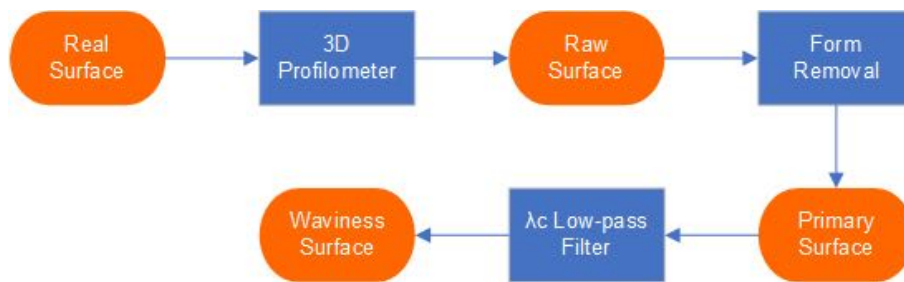 Real
Surface
3D
Profilometer
Raw
Surface
Form
Removal
Waviness
Surface
λc Low-pass
Filter
Primary
Surface